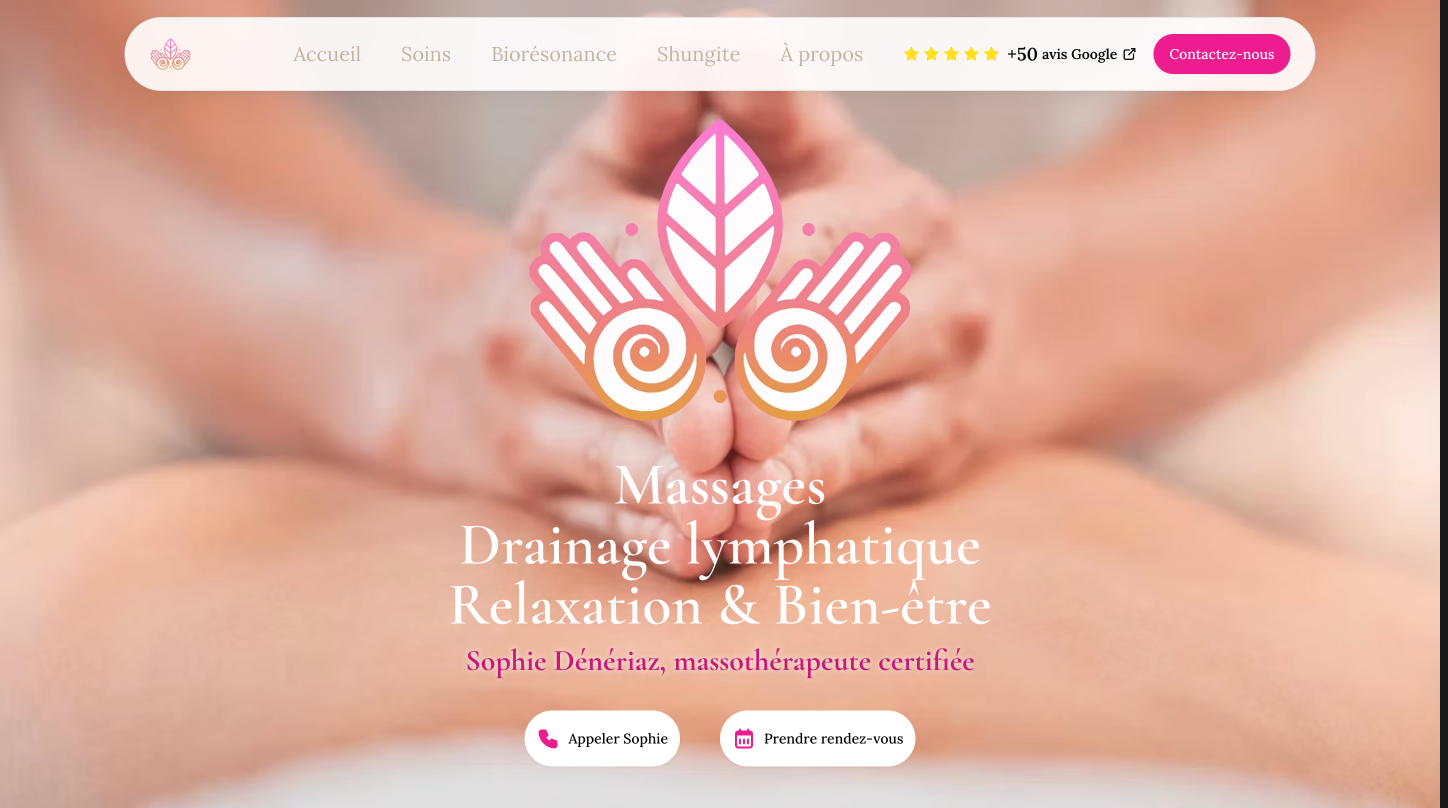 Accueil Soins Biorésonance Shungite À propos +50 avis Google Contactez-nous
Massages
Drainage lymphatique
Relaxation & Bien-être
Sophie Dénériaz, massothérapeute certifiée
Appeler Sophie Prendre rendez-vous